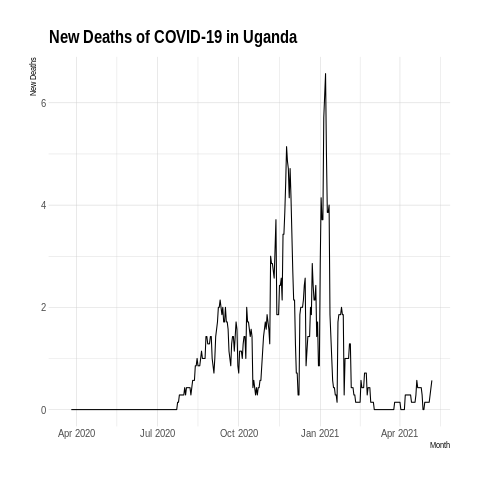 New Deaths of COVID-19 in Uganda
New Deaths
6
4
2
0
Apr 2020 Jul 2020 Oct 2020 Jan 2021 Apr 2021
Month